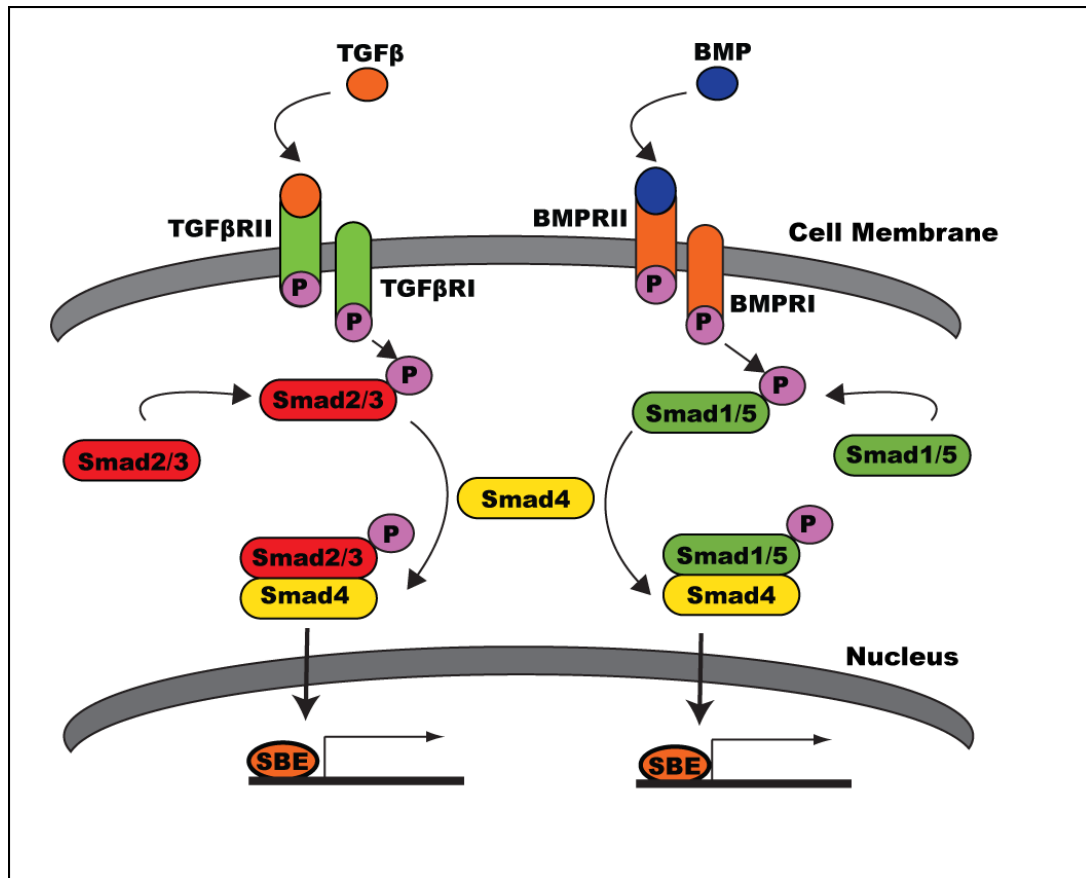 TGFβ
BMP
TGFβRII
BMPRII
Cell Membrane
P
P
TGFβRI
BMPRI
P
P
P
P
Smad2/3
Smad1/5
Smad2/3
Smad1/5
Smad4
P
P
Smad2/3
Smad1/5
Smad4
Smad4
Nucleus
SBE
SBE